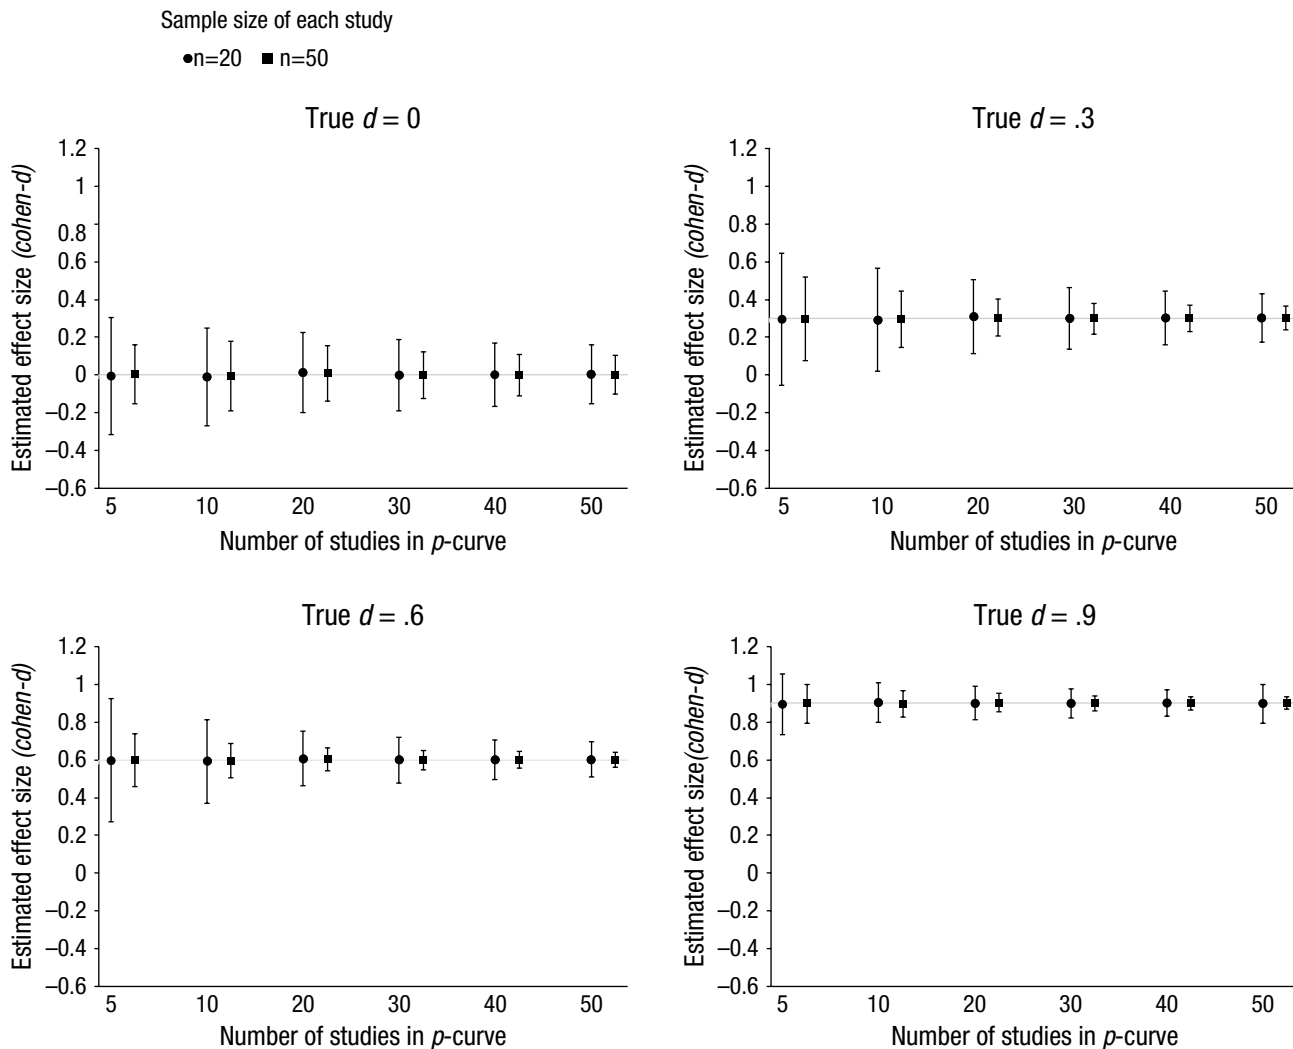 Sample size of each study
●n=20 ■ n=50
True d = 0
Estimated effect size (cohen-d)
1.2
1
0.8
0.6
0.4
0.2
0
–0.2
–0.4
–0.6
5 10 20 30 40 50
Number of studies in p-curve
True d = .3
Estimated effect size (cohen-d)
1.2
1
0.8
0.6
0.4
0.2
0
–0.2
–0.4
–0.6
5 10 20 30 40 50
Number of studies in p-curve
True d = .6
Estimated effect size (cohen-d)
1.2
1
0.8
0.6
0.4
0.2
0
–0.2
–0.4
–0.6
5 10 20 30 40 50
Number of studies in p-curve
True d = .9
Estimated effect size(cohen-d)
1.2
1
0.8
0.6
0.4
0.2
0
–0.2
–0.4
–0.6
5 10 20 30 40 50
Number of studies in p-curve